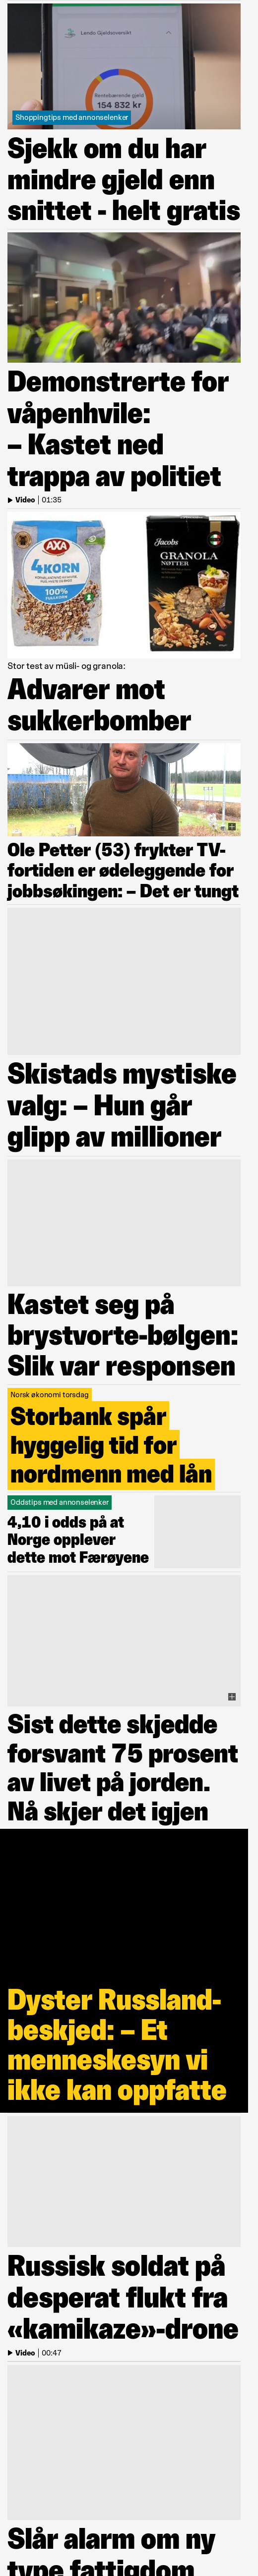 Lendo Gjeldsoversikt
Rentebærende gjeld
154 832 kr
Shoppingtips med annonselenker
Sjekk om du har
mindre gjeld enn
snittet - helt gratis
Demonstrerte for
våpenhvile:
– Kastet ned
trappa av politiet
Video | 01:35
AXA
4KORN
100%
FULLKORN
Jacobs
GRANOLA
NØTTER
Stor test av müsli- og granola:
Advarer mot
sukkerbomber
Ole Petter (53) frykter TV-
fortiden er ødeleggende for
jobbsøkingen: – Det er tungt
Skistads mystiske
valg: – Hun går
glipp av millioner
Kastet seg på
brystvorte-bølgen:
Slik var responsen
Norsk økonomi torsdag
Storbank spår
hyggelig tid for
nordmenn med lån
Oddstips med annonselenker
4,10 i odds på at
Norge opplever
dette mot Færøyene
Sist dette skjedde
forsvant 75 prosent
av livet på jorden.
Nå skjer det igjen
Dyster Russland-
beskjed: – Et
menneskesyn vi
ikke kan oppfatte
Russisk soldat på
desperat flukt fra
«kamikaze»-drone
Video | 00:47
Slår alarm om ny
type fattigdom